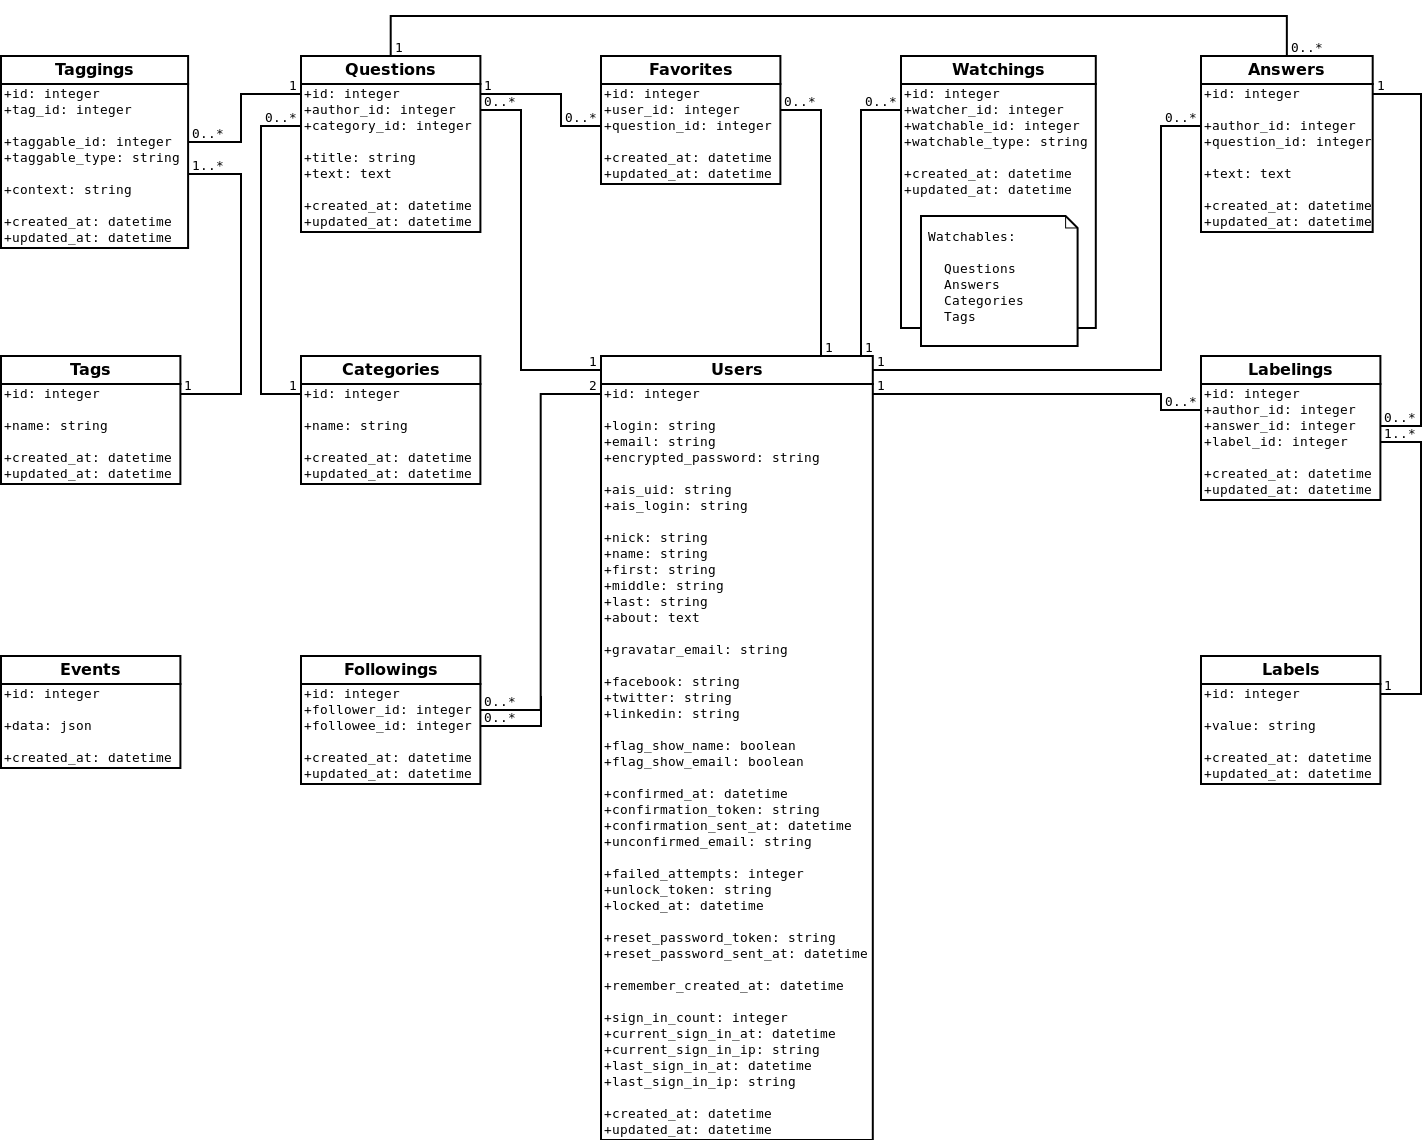 1
0..*
Taggings
+id: integer
+tag_id: integer
+taggable_id: integer
+taggable_type: string
+context: string
+created_at: datetime
+updated_at: datetime
0..*
1..*
Questions
+id: integer
+author_id: integer
+category_id: integer
+title: string
+text: text
+created_at: datetime
+updated_at: datetime
1
0..*
1
0..*
Favorites
+id: integer
+user_id: integer
+question_id: integer
+created_at: datetime
+updated_at: datetime
0..*
0..*
Watchings
+id: integer
+watcher_id: integer
+watchable_id: integer
+watchable_type: string
+created_at: datetime
+updated_at: datetime
0..*
Watchables:
Questions
Answers
Categories
Tags
Answers
+id: integer
+author_id: integer
+question_id: integer
+text: text
+created_at: datetime
+updated_at: datetime
1
0..*
Tags
+id: integer
+name: string
+created_at: datetime
+updated_at: datetime
1
Categories
+id: integer
+name: string
+created_at: datetime
+updated_at: datetime
1
Users
1
1
1
2
1
1
+id: integer
+login: string
+email: string
+encrypted_password: string
+ais_uid: string
+ais_login: string
+nick: string
+name: string
+first: string
+middle: string
+last: string
+about: text
+gravatar_email: string
+facebook: string
+twitter: string
+linkedin: string
+flag_show_name: boolean
+flag_show_email: boolean
+confirmed_at: datetime
+confirmation_token: string
+confirmation_sent_at: datetime
+unconfirmed_email: string
+failed_attempts: integer
+unlock_token: string
+locked_at: datetime
+reset_password_token: string
+reset_password_sent_at: datetime
+remember_created_at: datetime
+sign_in_count: integer
+current_sign_in_at: datetime
+current_sign_in_ip: string
+last_sign_in_at: datetime
+last_sign_in_ip: string
+created_at: datetime
+updated_at: datetime
Labelings
+id: integer
+author_id: integer
+answer_id: integer
+label_id: integer
+created_at: datetime
+updated_at: datetime
0..*
0..*
1..*
Events
+id: integer
+data: json
+created_at: datetime
Followings
+id: integer
+follower_id: integer
+followee_id: integer
+created_at: datetime
+updated_at: datetime
0..*
0..*
Labels
+id: integer
+value: string
+created_at: datetime
+updated_at: datetime
1